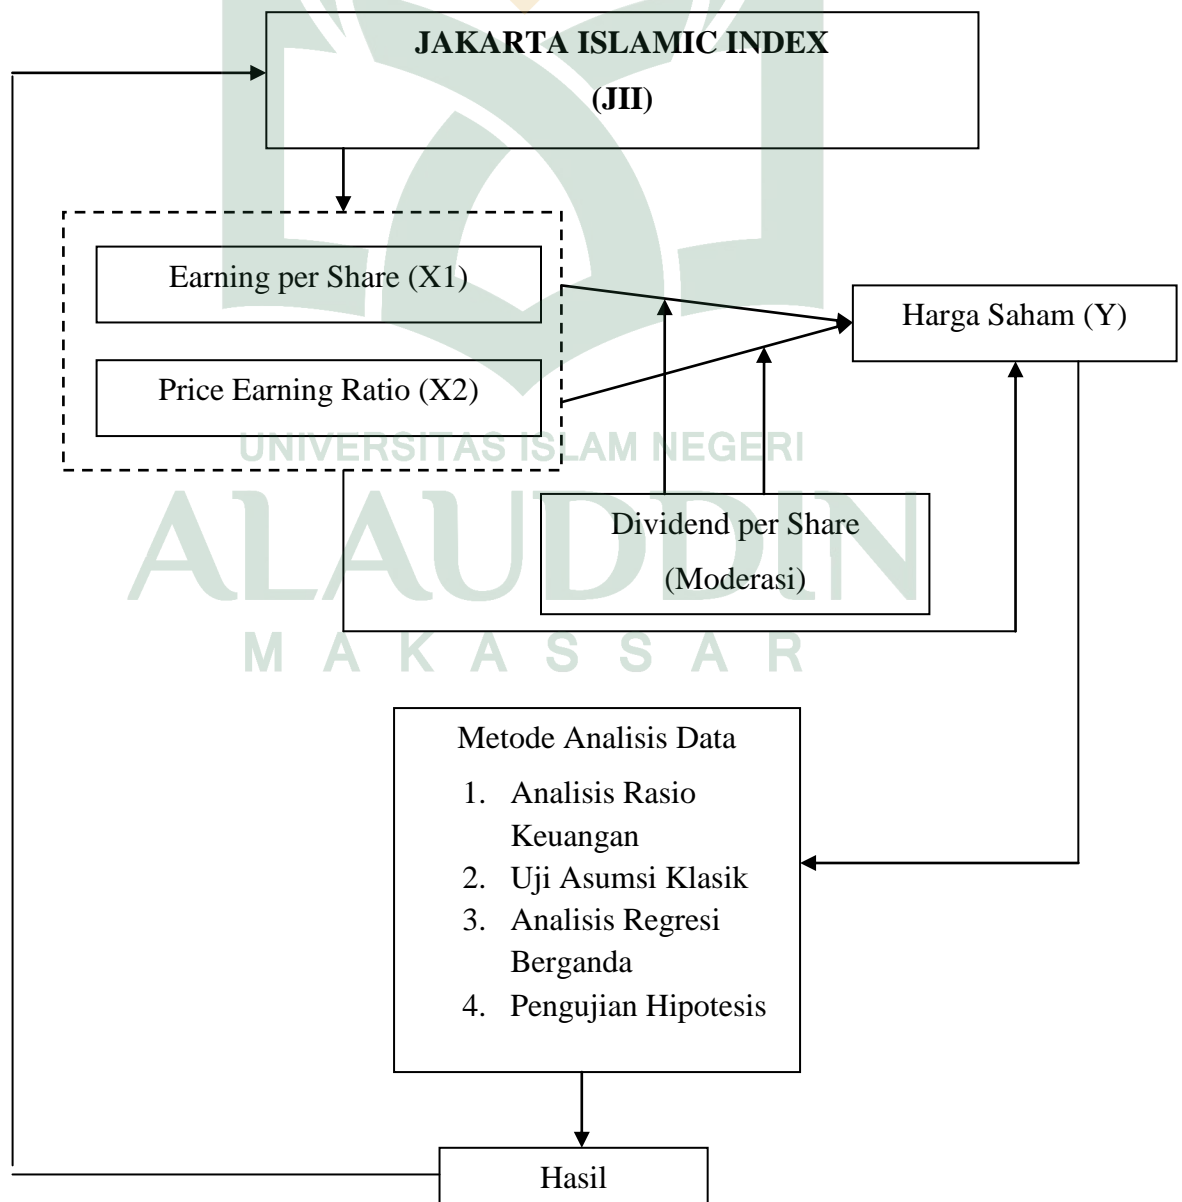 JAKARTA ISLAMIC INDEX
(JII)
Earning per Share (X1)
Harga Saham (Y)
Price Earning Ratio (X2)
UNIVERSITAS ISLAM NEGERI
ALAUDDIN
Dividend per Share
(Moderasi)
MAKASSAR
Metode Analisis Data
1. Analisis Rasio
Keuangan
2. Uji Asumsi Klasik
3. Analisis Regresi
Berganda
4. Pengujian Hipotesis
Hasil